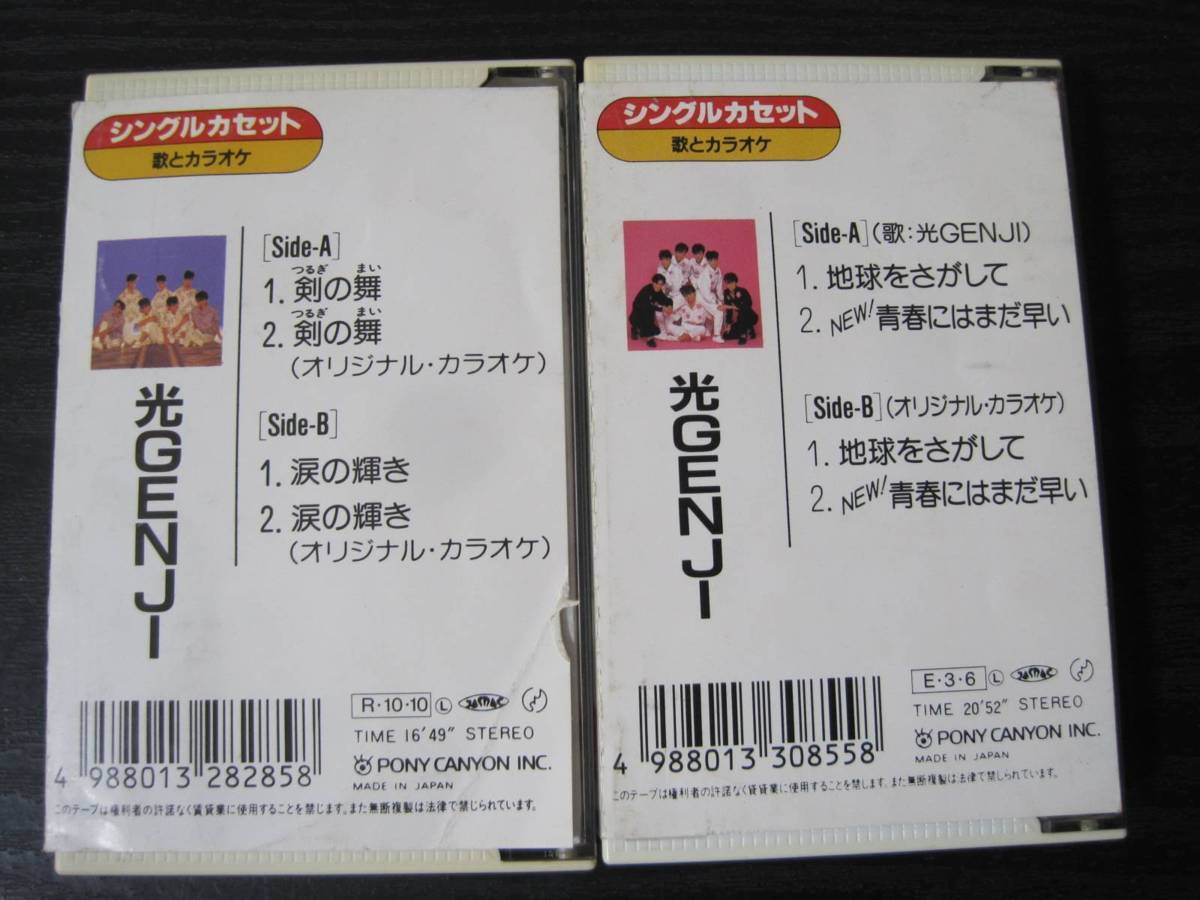 シングルカセット
歌とカラオケ
光GENJI
[Side-A]
つるぎ まい
1. 剣の舞
つるぎ まい
2. 剣の舞
(オリジナル・カラオケ)
[Side-B]
1. 涙の輝き
2. 涙の輝き
(オリジナル・カラオケ)
4 988013 282858
R・10・10 Ⓛ JASRAC
TIME 16′49″ STEREO
PONY CANYON INC.
MADE IN JAPAN
このテープは権利者の許諾なく賃貸業に使用することを禁じます。また無断複製は法律で禁じられています。
シングルカセット
歌とカラオケ
光GENJI
[Side-A] (歌:光GENJI)
1. 地球をさがして
2. NEW! 青春にはまだ早い
[Side-B] (オリジナル・カラオケ)
1. 地球をさがして
2. NEW! 青春にはまだ早い
4 988013 308558
E・3・6 Ⓛ JASRAC
TIME 20′52″ STEREO
PONY CANYON INC.
MADE IN JAPAN
このテープは権利者の許諾なく賃貸業に使用することを禁じます。また無断複製は法律で禁じられています。